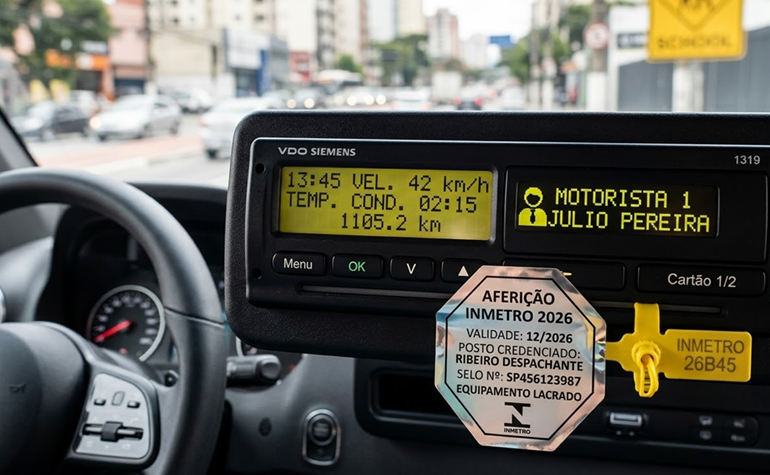 SCHOOL
VDO SIEMENS
1319
13:45 VEL. 42 km/h
TEMP. COND. 02:15
1105.2 km
MOTORISTA 1
JULIO PEREIRA
Menu
OK
Cartão 1/2
AFERIÇÃO
INMETRO 2026
VALIDADE: 12/2026
POSTO CREDENCIADO:
RIBEIRO DESPACHANTE
SELO Nº: SP456123987
EQUIPAMENTO LACRADO
INMETRO
INMETRO
26B45